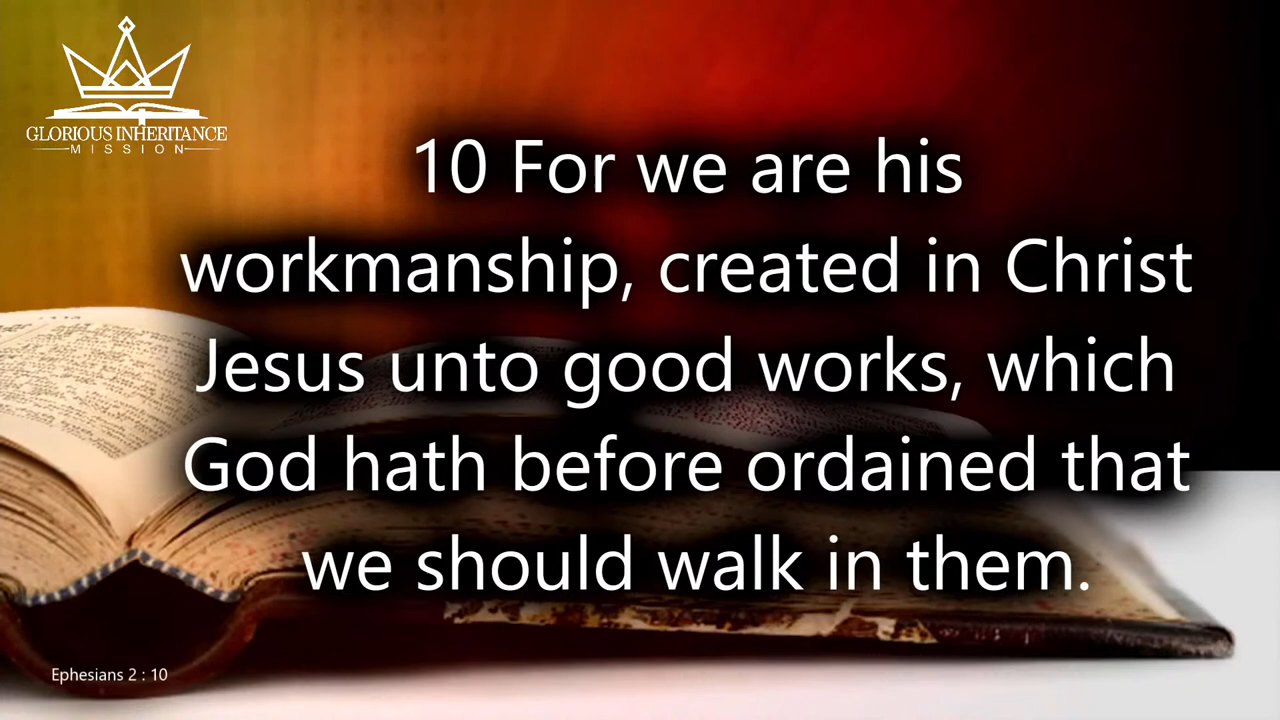 GLORIOUS INHERITANCE
MISSION
10 For we are his
workmanship, created in Christ
Jesus unto good works, which
God hath before ordained that
we should walk in them.
Ephesians 2 : 10